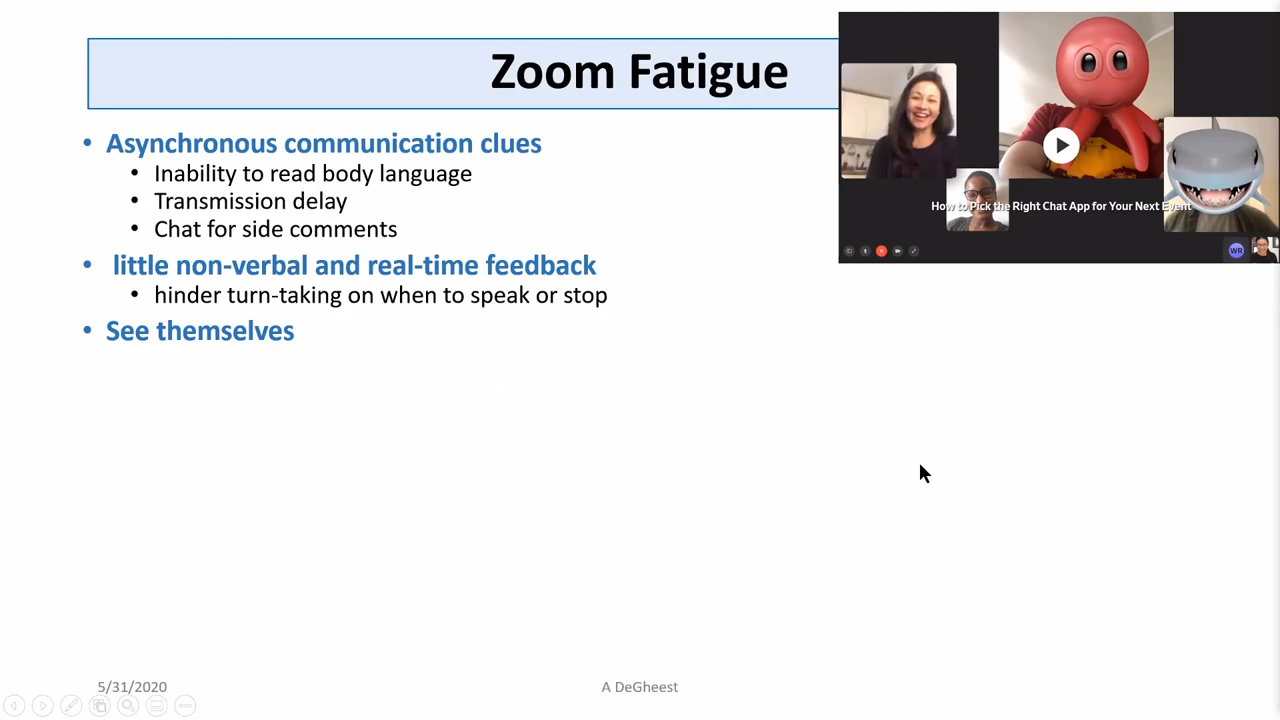 Zoom Fatigue
• Asynchronous communication clues
• Inability to read body language
• Transmission delay
• Chat for side comments
• little non-verbal and real-time feedback
• hinder turn-taking on when to speak or stop
• See themselves
How to Pick the Right Chat App for Your Next Event
WR
5/31/2020
A DeGheest